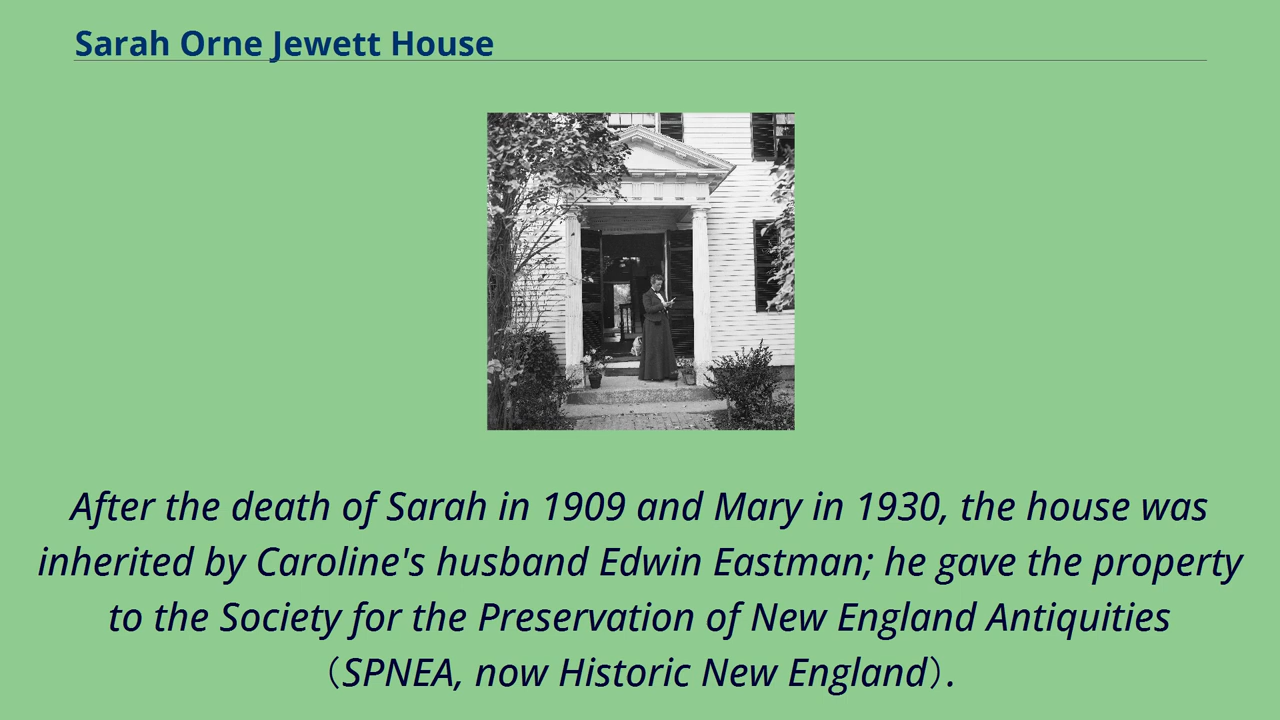 Sarah Orne Jewett House
After the death of Sarah in 1909 and Mary in 1930, the house was
inherited by Caroline's husband Edwin Eastman; he gave the property
to the Society for the Preservation of New England Antiquities
（SPNEA, now Historic New England）.